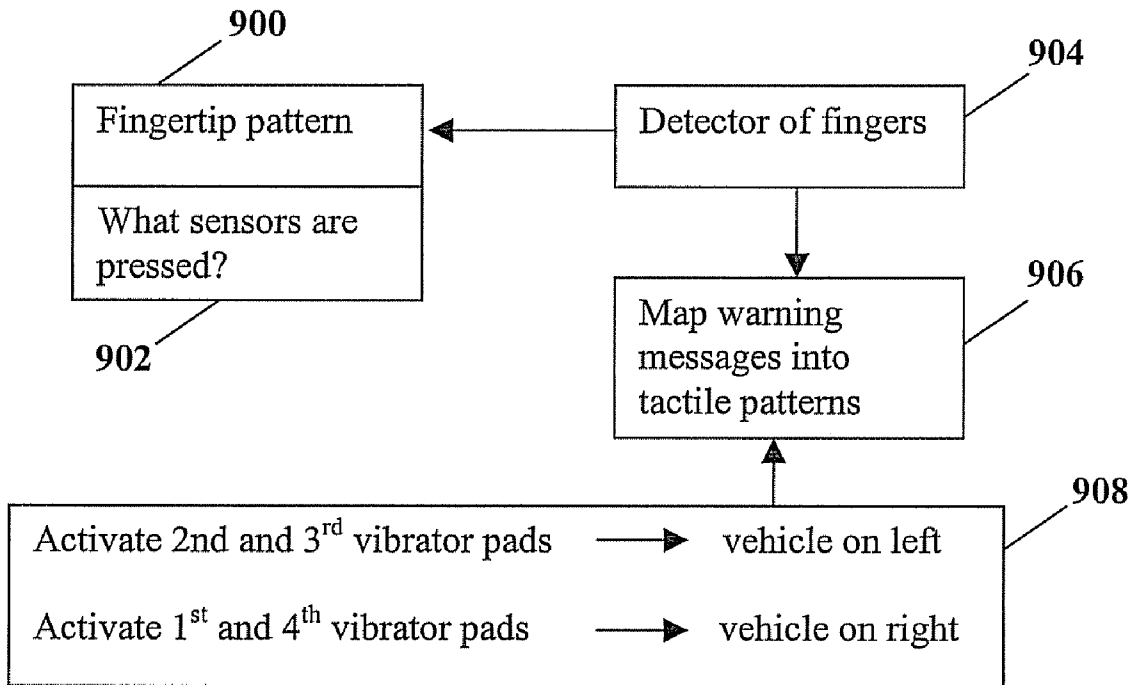 900
904
Fingertip pattern
Detector of fingers
What sensors are
pressed?
902
906
Map warning
messages into
tactile patterns
908
Activate 2nd and 3rd vibrator pads vehicle on left
Activate 1st and 4th vibrator pads vehicle on right